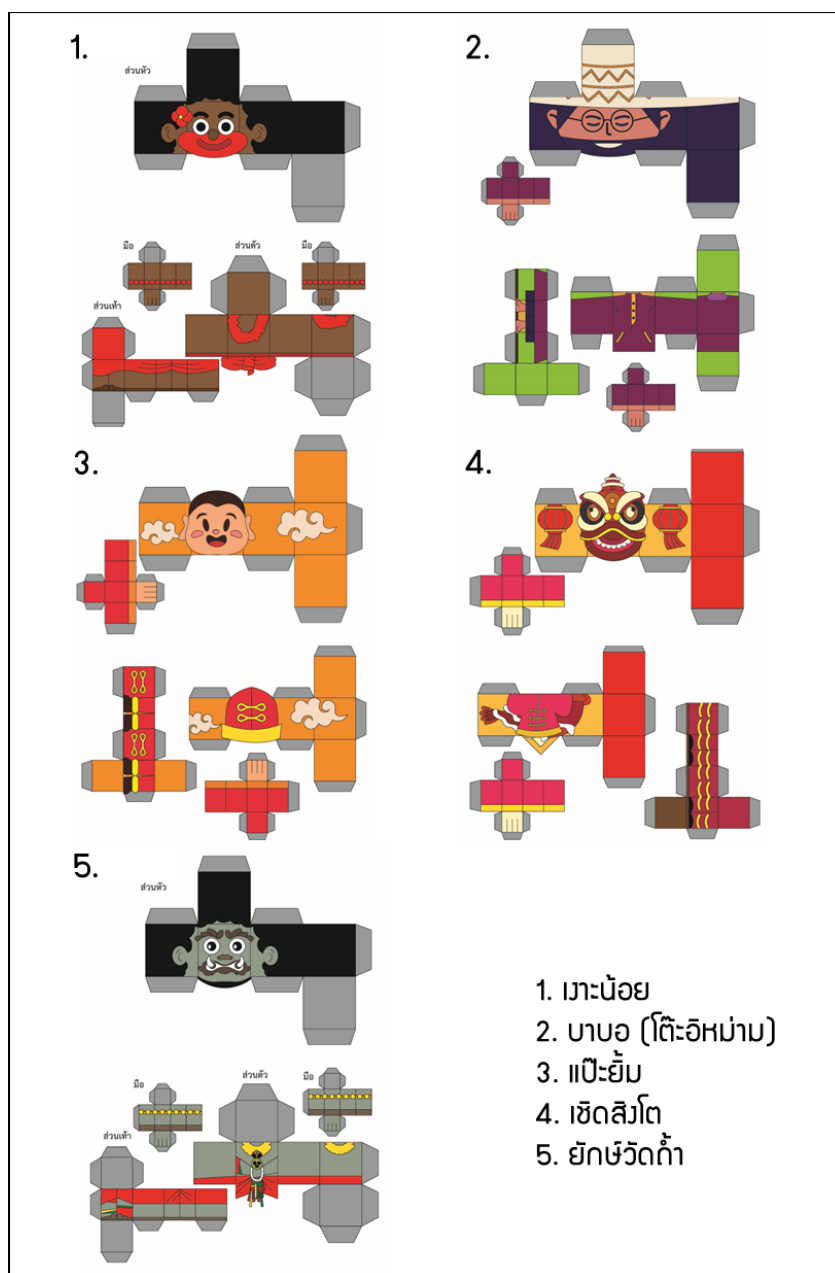 1.
ส่วนหัว
2.
มือ
ส่วนตัว
มือ
ส่วนเท้า
3.
4.
5.
ส่วนหัว
มือ
ส่วนตัว
มือ
ส่วนเท้า
1. เงาะน้อย
2. บาบอ (โต๊ะอิหม่าม)
3. แป๊ะยิ้ม
4. เชิดสิงโต
5. ยักษ์วัดถ้ำ